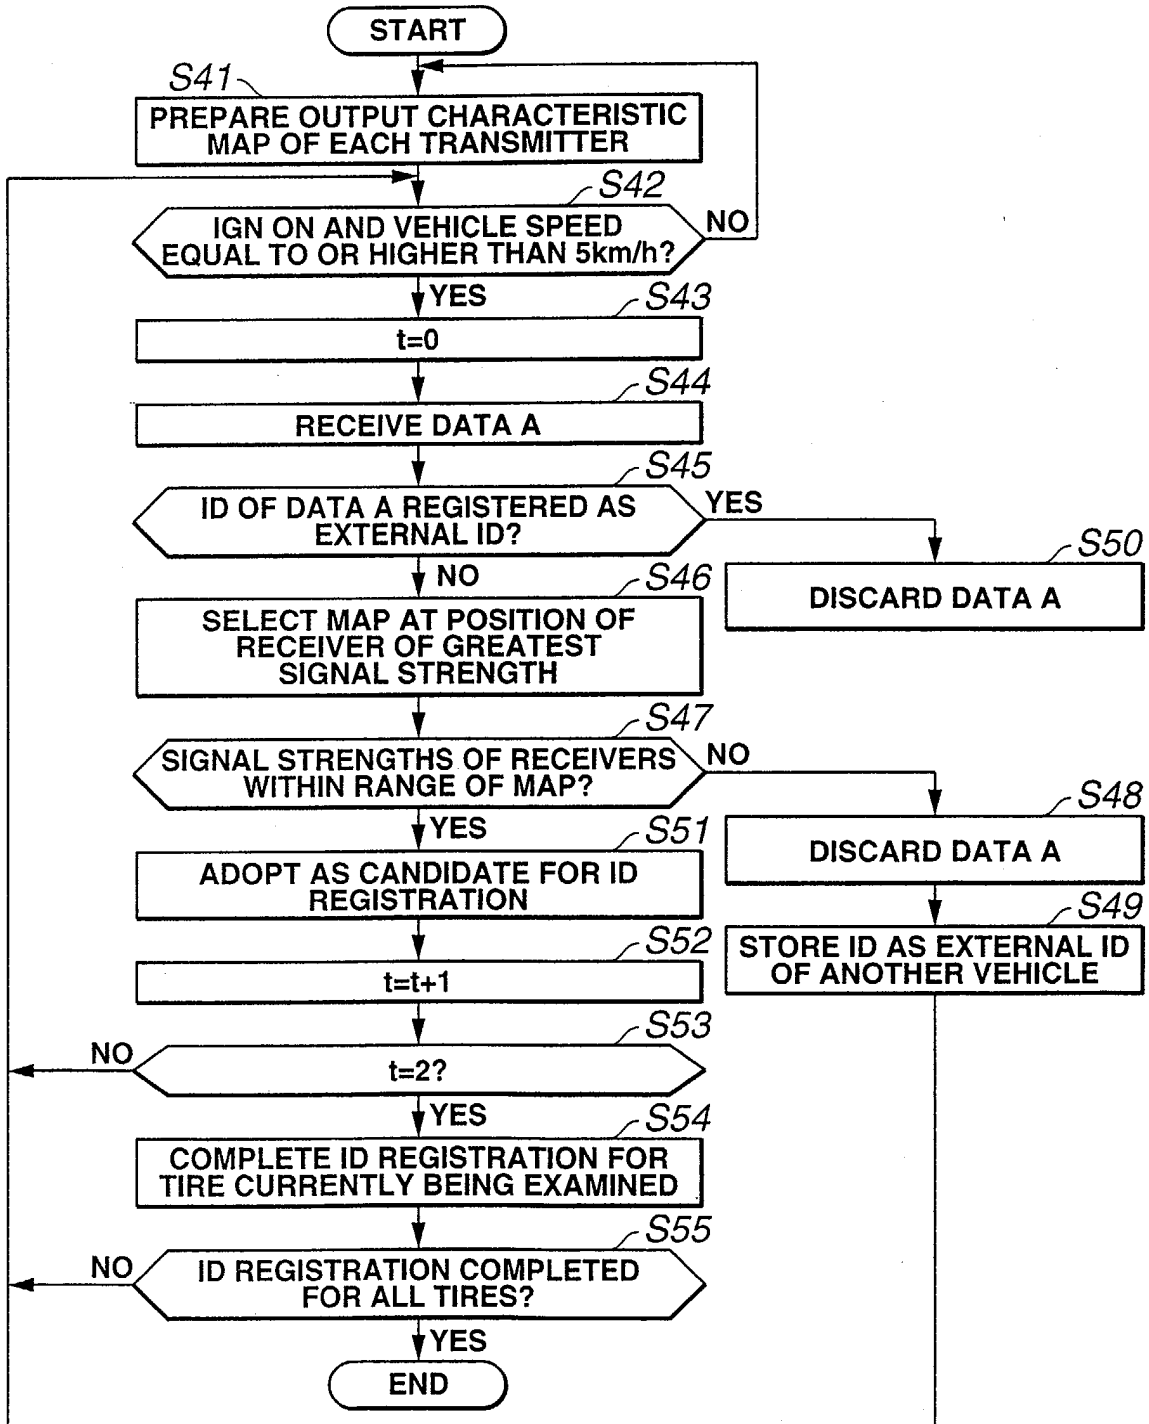 START
S41
PREPARE OUTPUT CHARACTERISTIC
MAP OF EACH TRANSMITTER
S42
IGN ON AND VEHICLE SPEED
EQUAL TO OR HIGHER THAN 5km/h?
NO
YES
S43
t=0
S44
RECEIVE DATA A
S45
ID OF DATA A REGISTERED AS
EXTERNAL ID?
YES
NO
S50
DISCARD DATA A
S46
SELECT MAP AT POSITION OF
RECEIVER OF GREATEST
SIGNAL STRENGTH
S47
SIGNAL STRENGTHS OF RECEIVERS
WITHIN RANGE OF MAP?
NO
YES
S48
DISCARD DATA A
S49
STORE ID AS EXTERNAL ID
OF ANOTHER VEHICLE
S51
ADOPT AS CANDIDATE FOR ID
REGISTRATION
S52
t=t+1
S53
t=2?
NO
YES
S54
COMPLETE ID REGISTRATION FOR
TIRE CURRENTLY BEING EXAMINED
S55
ID REGISTRATION COMPLETED
FOR ALL TIRES?
NO
YES
END